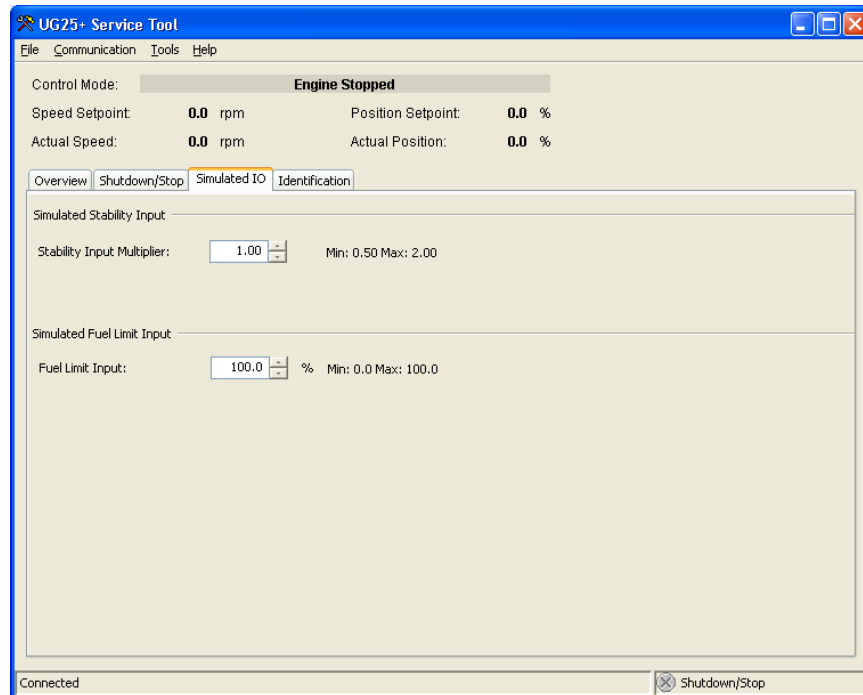 UG25+ Service Tool
File Communication Tools Help
Control Mode: Engine Stopped
Speed Setpoint: 0.0 rpm Position Setpoint: 0.0 %
Actual Speed: 0.0 rpm Actual Position: 0.0 %
Overview Shutdown/Stop Simulated IO Identification
Simulated Stability Input
Stability Input Multiplier: 1.00 Min: 0.50 Max: 2.00
Simulated Fuel Limit Input
Fuel Limit Input: 100.0 % Min: 0.0 Max: 100.0
Connected Shutdown/Stop